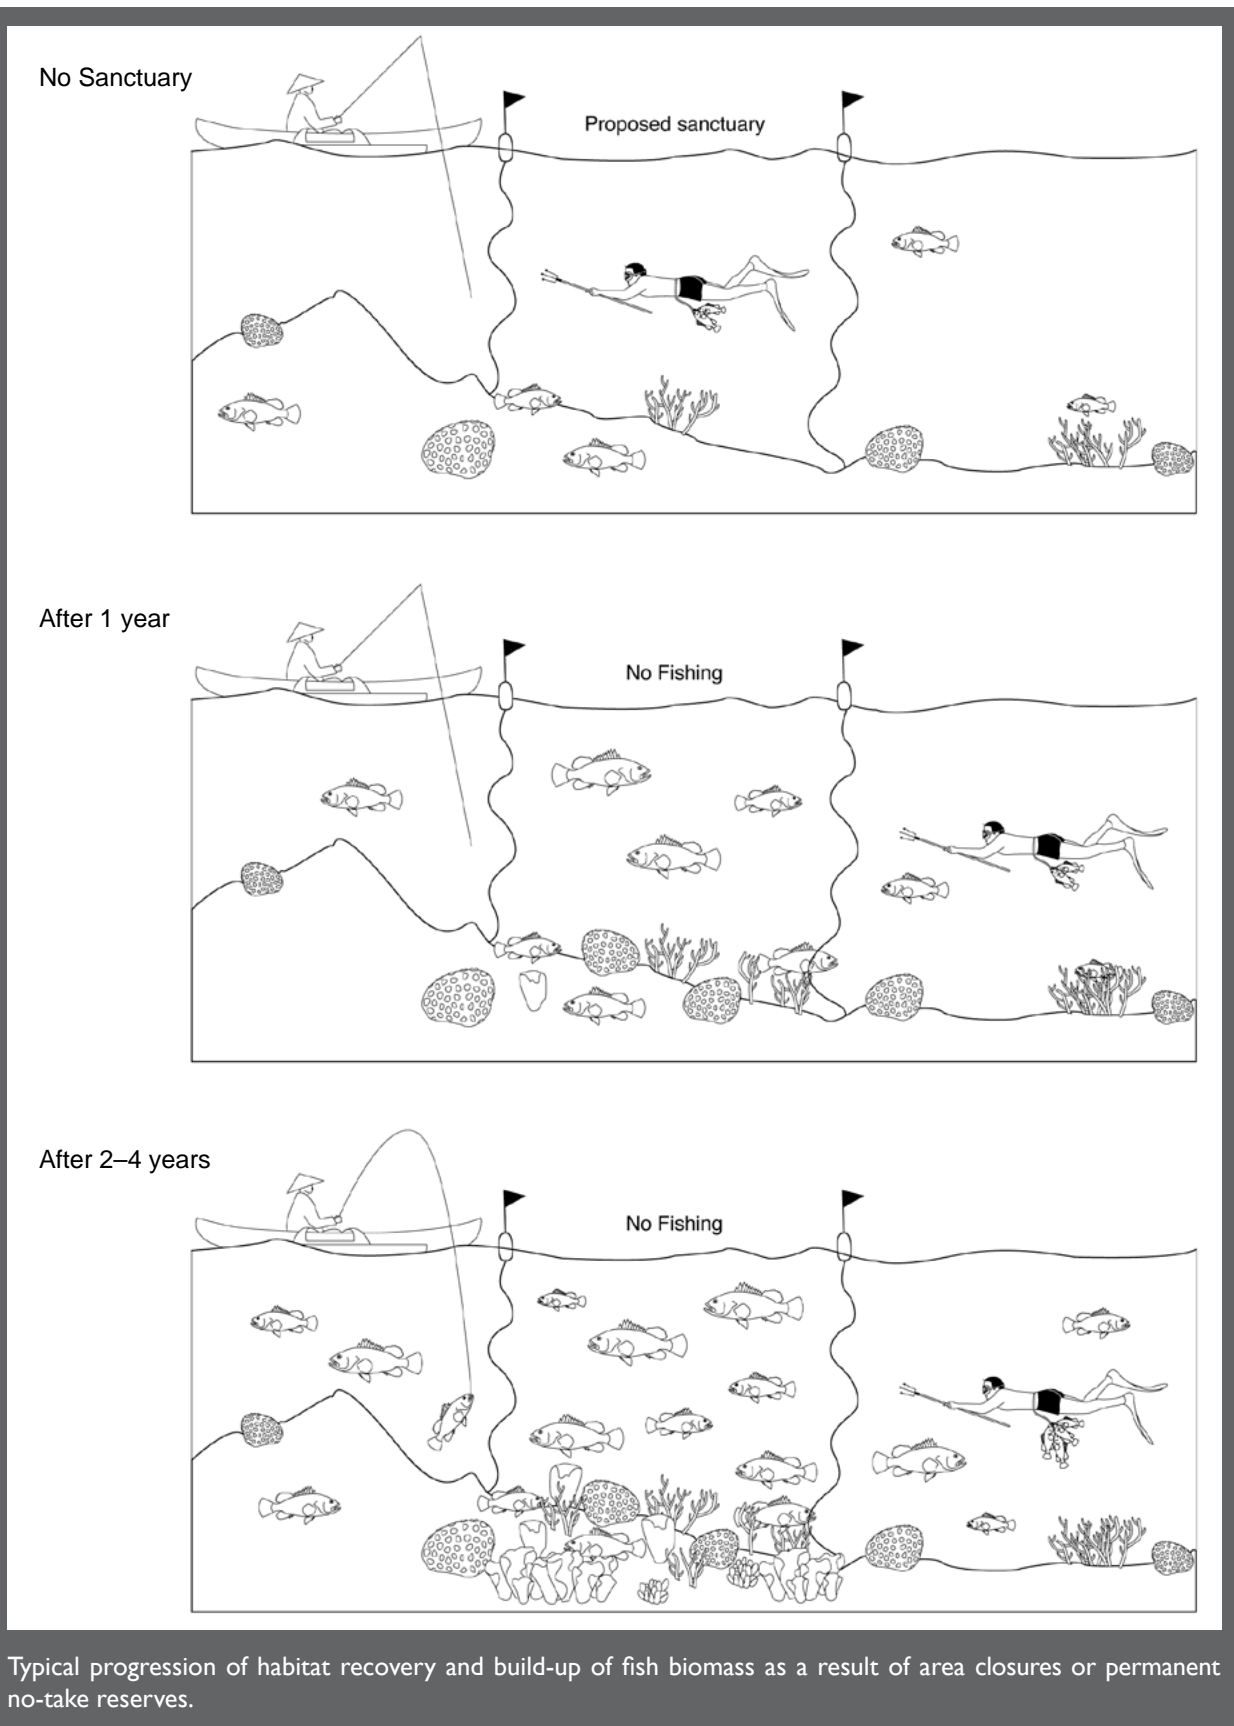 No Sanctuary
Proposed sanctuary
After 1 year
No Fishing
After 2–4 years
No Fishing
Typical progression of habitat recovery and build-up of fish biomass as a result of area closures or permanent
no-take reserves.